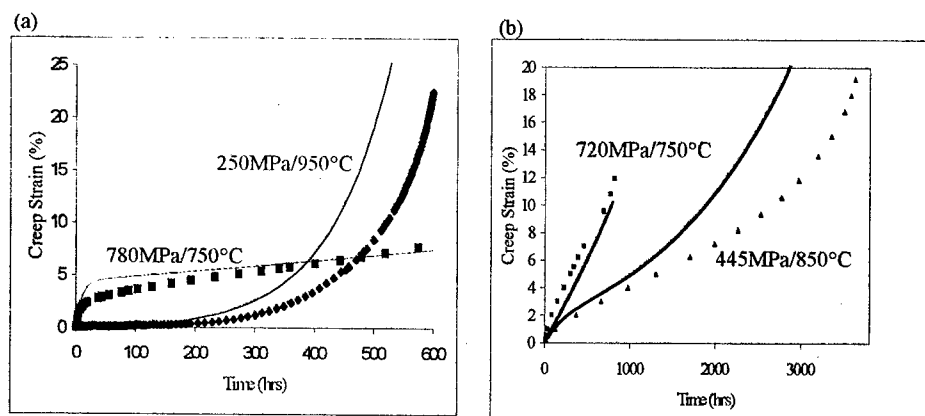 (a)
25
20
15
10
5
0
Creep Strain (%)
250MPa/950°C
780MPa/750°C
0 100 200 300 400 500 600
Time (hrs)
(b)
20
18
16
14
12
10
8
6
4
2
0
Creep Strain (%)
720MPa/750°C
445MPa/850°C
0 1000 2000 3000
Time (hrs)